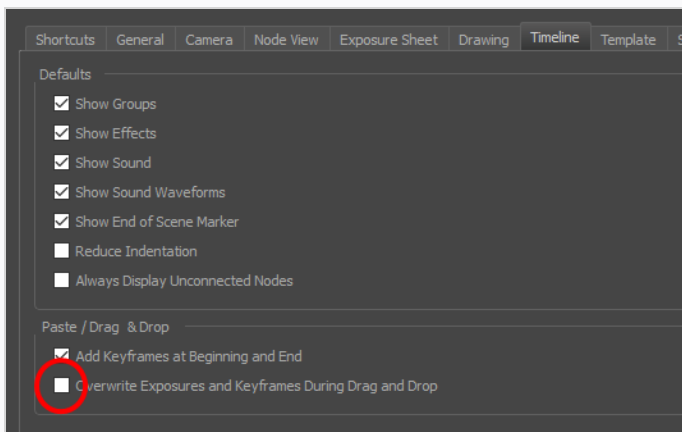 Shortcuts General Camera Node View Exposure Sheet Drawing Timeline Template
Defaults
Show Groups
Show Effects
Show Sound
Show Sound Waveforms
Show End of Scene Marker
Reduce Indentation
Always Display Unconnected Nodes
Paste / Drag & Drop
Add Keyframes at Beginning and End
Overwrite Exposures and Keyframes During Drag and Drop